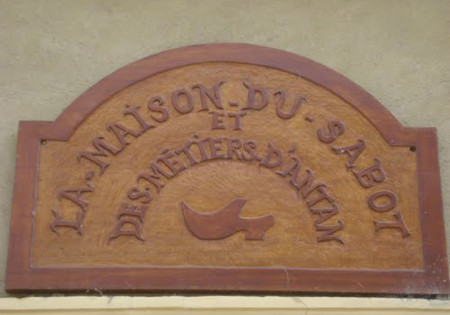 LA-MAISON-DU-SABOT
ET
DES-MÉTIERS-D'ANTAN